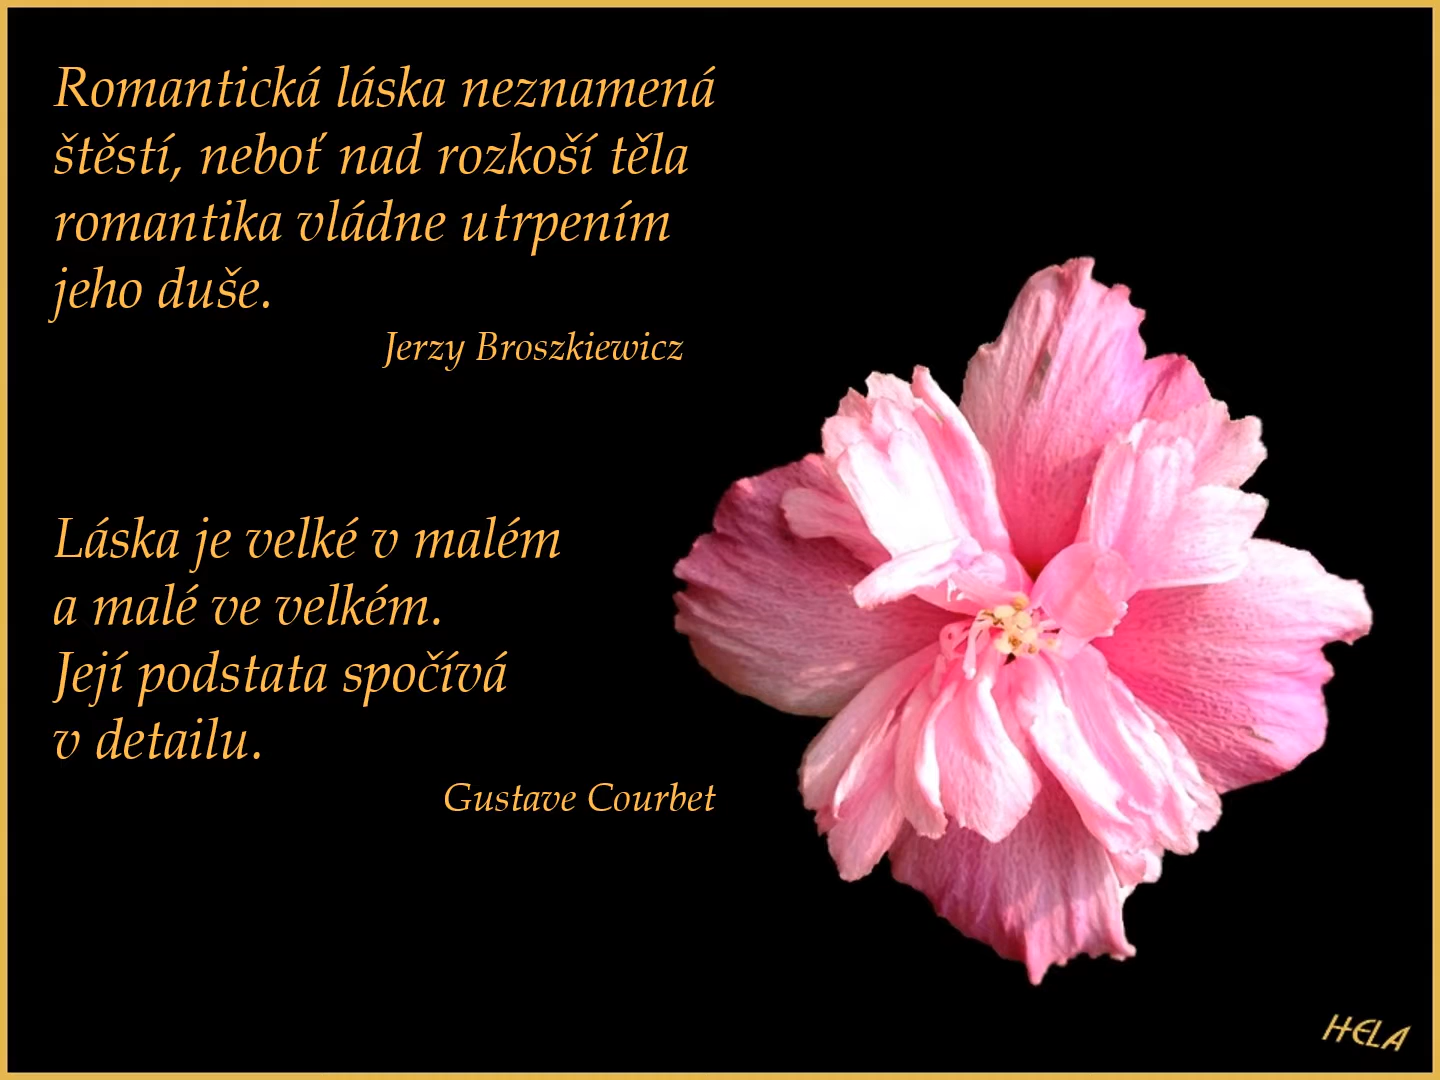 Romantická láska neznamená
štěstí, neboť nad rozkoší těla
romantika vládne utrpením
jeho duše.
Jerzy Broszkiewicz
Láska je velké v malém
a malé ve velkém.
Její podstata spočívá
v detailu.
Gustave Courbet
HELA